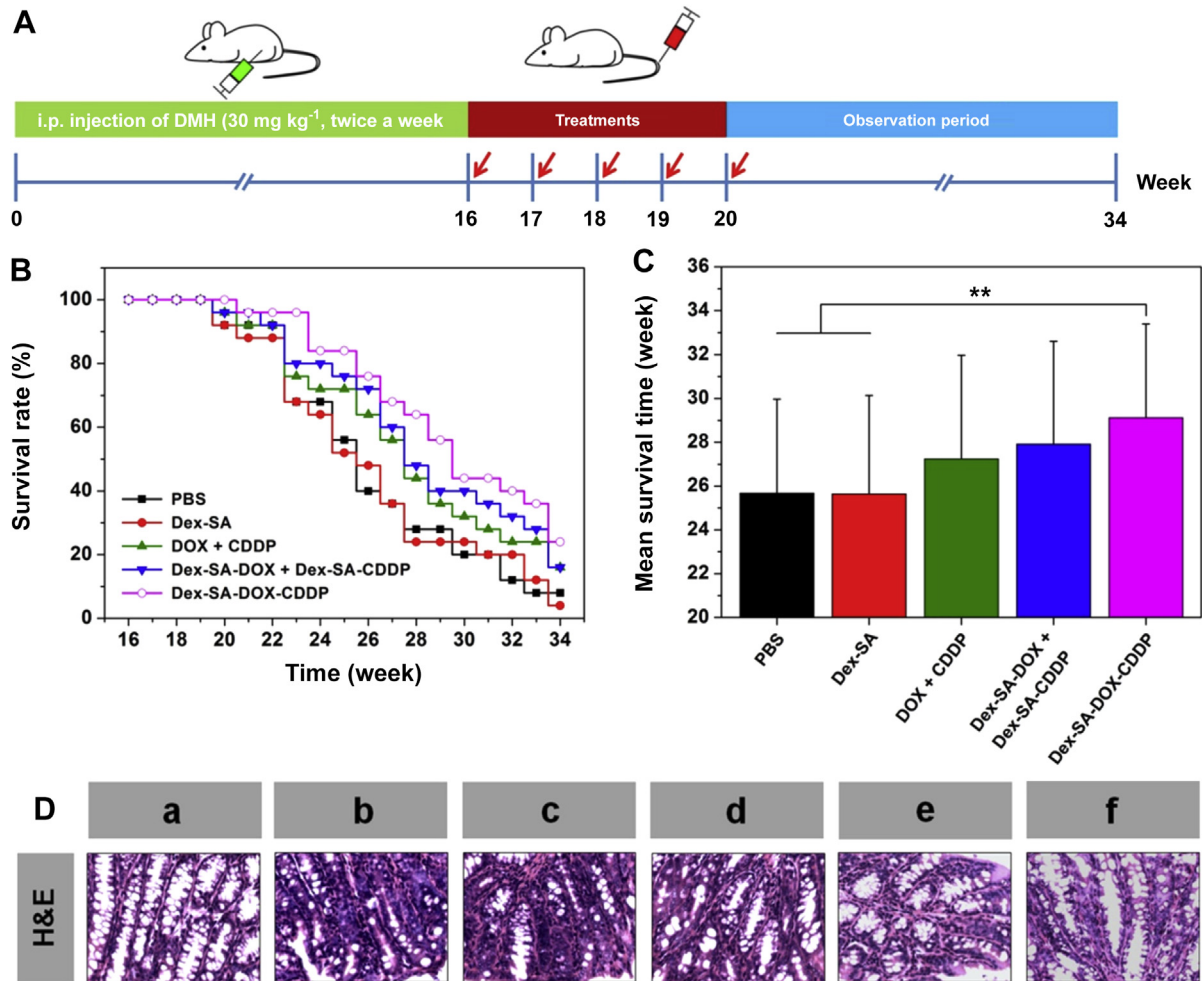 A
i.p. injection of DMH (30 mg kg⁻¹, twice a week
Treatments
Observation period
Week
0
16
17
18
19
20
34
B
Survival rate (%)
100
80
60
40
20
0
PBS
Dex-SA
DOX + CDDP
Dex-SA-DOX + Dex-SA-CDDP
Dex-SA-DOX-CDDP
16 18 20 22 24 26 28 30 32 34
Time (week)
C
Mean survival time (week)
36
34
32
30
28
26
24
22
20
**
PBS
Dex-SA
DOX + CDDP
Dex-SA-DOX +
Dex-SA-CDDP
Dex-SA-DOX-CDDP
D
a
b
c
d
e
f
H&E